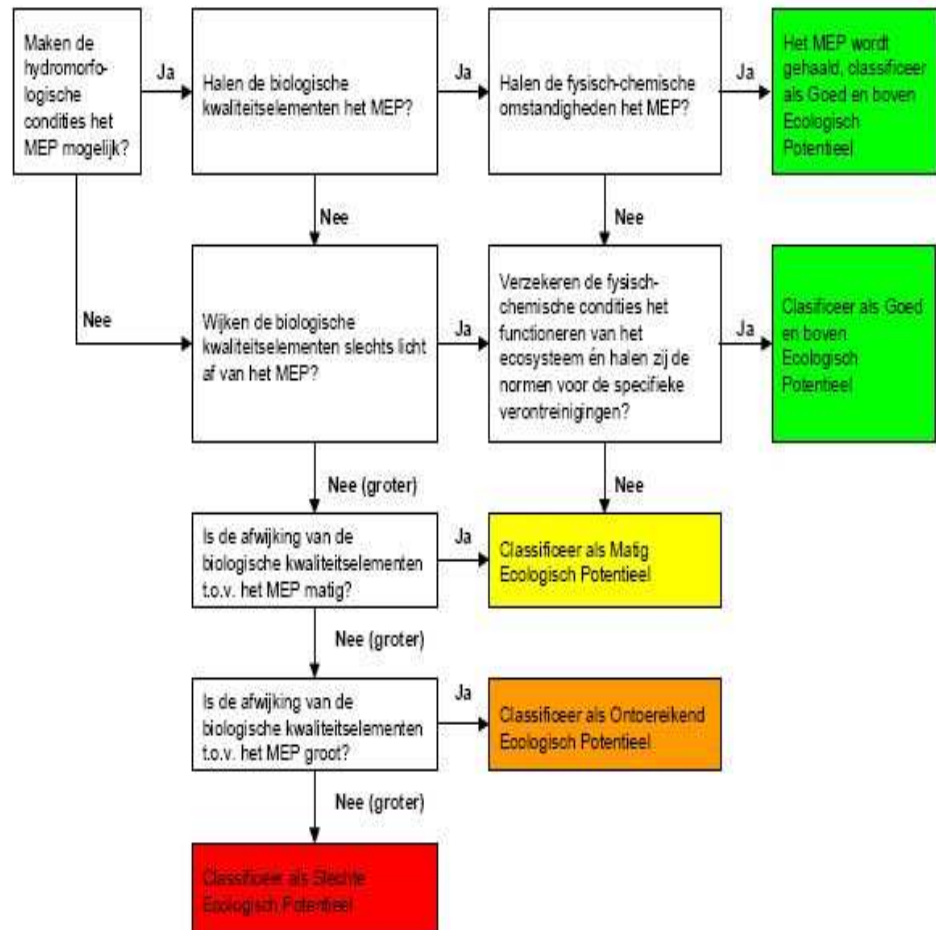 Maken de
hydromorfo-
logische
condities het
MEP mogelijk?
Ja
Halen de biologische
kwaliteitselementen het MEP?
Ja
Halen de fysisch-chemische
omstandigheden het MEP?
Ja
Het MEP wordt
gehaald, classificeer
als Goed en boven
Ecologisch
Potentieel
Nee
Nee
Nee
Wijken de biologische
kwaliteitselementen slechts licht
af van het MEP?
Ja
Verzekeren de fysisch-
chemische condities het
functioneren van het
ecosysteem én halen zij de
normen voor de specifieke
verontreinigingen?
Ja
Clasificeer als Goed
en boven
Ecologisch
Potentieel
Nee (groter)
Nee
Is de afwijking van de
biologische kwaliteitselementen
t.o.v. het MEP matig?
Ja
Classificeer als Matig
Ecologisch Potentieel
Nee (groter)
Is de afwijking van de
biologische kwaliteitselementen
t.o.v. het MEP groot?
Ja
Classificeer als Ontoereikend
Ecologisch Potentieel
Nee (groter)
Classificeer als Slechte
Ecologisch Potentieel